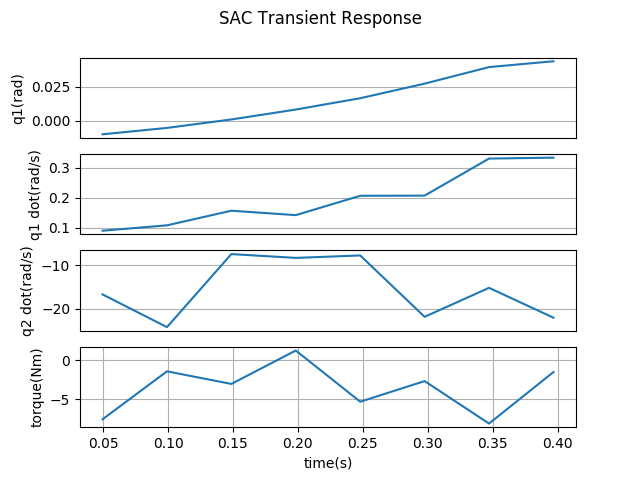 SAC Transient Response
q1(rad)
0.025
0.000
q1 dot(rad/s)
0.3
0.2
0.1
q2 dot(rad/s)
−10
−20
torque(Nm)
0
−5
0.05 0.10 0.15 0.20 0.25 0.30 0.35 0.40
time(s)